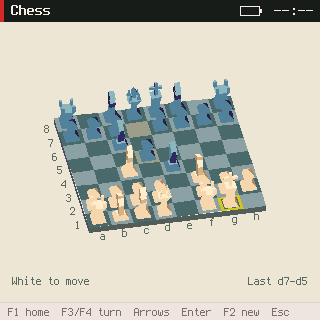 Chess --:--
8
7
6
5
4
3
2
1
a b c d e f g h
White to move Last d7-d5
F1 home F3/F4 turn Arrows Enter F2 new Esc